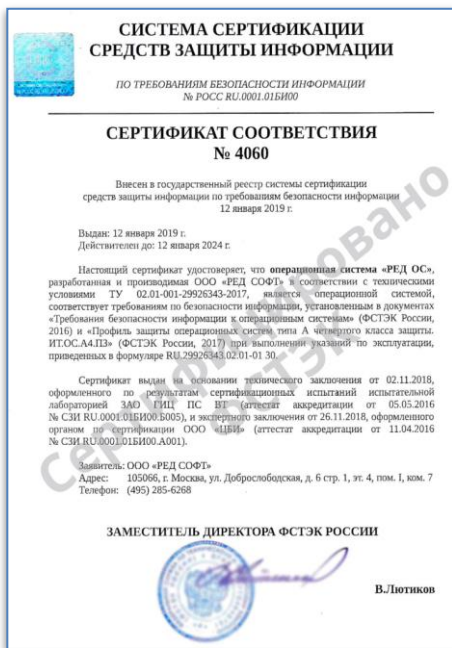 СИСТЕМА СЕРТИФИКАЦИИ
СРЕДСТВ ЗАЩИТЫ ИНФОРМАЦИИ
ПО ТРЕБОВАНИЯМ БЕЗОПАСНОСТИ ИНФОРМАЦИИ
№ РОСС RU.0001.01БИ00
СЕРТИФИКАТ СООТВЕТСТВИЯ
№ 4060
Внесен в государственный реестр системы сертификации
средств защиты информации по требованиям безопасности информации
12 января 2019 г.
Выдан: 12 января 2019 г.
Действителен до: 12 января 2024 г.
Настоящий сертификат удостоверяет, что операционная система «РЕД ОС»,
разработанная и производимая ООО «РЕД СОФТ» в соответствии с техническими
условиями ТУ 02.01-001-29926343-2017, является операционной системой,
соответствует требованиям по безопасности информации, установленным в документах
«Требования безопасности информации к операционным системам» (ФСТЭК России,
2016) и «Профиль защиты операционных систем типа А четвертого класса защиты.
ИТ.ОС.А4.ПЗ» (ФСТЭК России, 2017) при выполнении указаний по эксплуатации,
приведенных в формуляре RU.29926343.02.01-01 30.
Сертификат выдан на основании технического заключения от 02.11.2018,
оформленного по результатам сертификационных испытаний испытательной
лабораторией ЗАО ГИЦ ПС ВТ (аттестат аккредитации от 05.05.2016
№ СЗИ RU.0001.01БИ00.Б005), и экспертного заключения от 26.11.2018, оформленного
органом по сертификации ООО «ЦБИ» (аттестат аккредитации от 11.04.2016
№ СЗИ RU.0001.01БИ00.А001).
Заявитель: ООО «РЕД СОФТ»
Адрес: 105066, г. Москва, ул. Доброслободская, д. 6 стр. 1, эт. 4, пом. I, ком. 7
Телефон: (495) 285-6268
ЗАМЕСТИТЕЛЬ ДИРЕКТОРА ФСТЭК РОССИИ
В.Лютиков
Сертифицировано
ФСТЭК